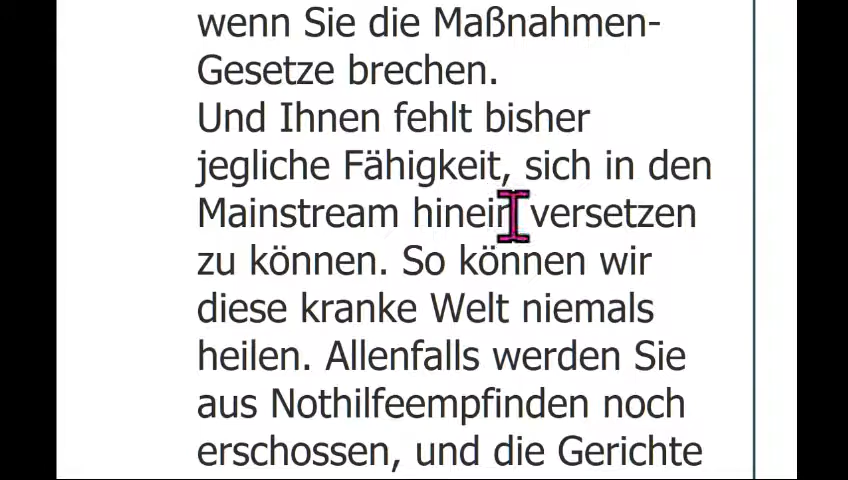 wenn Sie die Maßnahmen-
Gesetze brechen.
Und Ihnen fehlt bisher
jegliche Fähigkeit, sich in den
Mainstream hinein versetzen
zu können. So können wir
diese kranke Welt niemals
heilen. Allenfalls werden Sie
aus Nothilfeempfinden noch
erschossen, und die Gerichte